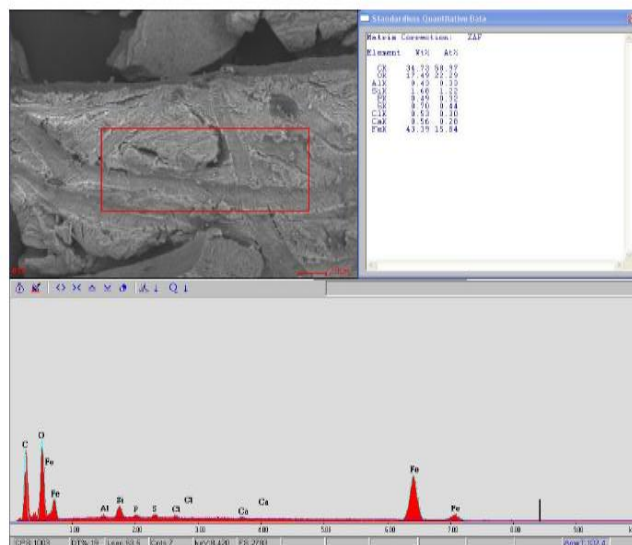 Standardless Quantification Data
Matrix Correction: ZAF
Element Wt% At%
CK 34.73 58.97
OK 17.49 22.29
AlK 0.43 0.33
SiK 1.68 1.22
PK 0.49 0.32
SK 0.70 0.44
ClK 0.53 0.30
CaK 0.56 0.28
FeK 43.39 15.84
C
O
Fe
Fe
Al
Si
P
S
Cl
Cl
Ca
Ca
Fe
Fe
1.00 2.00 3.00 4.00 5.00 6.00 7.00 8.0 9.0